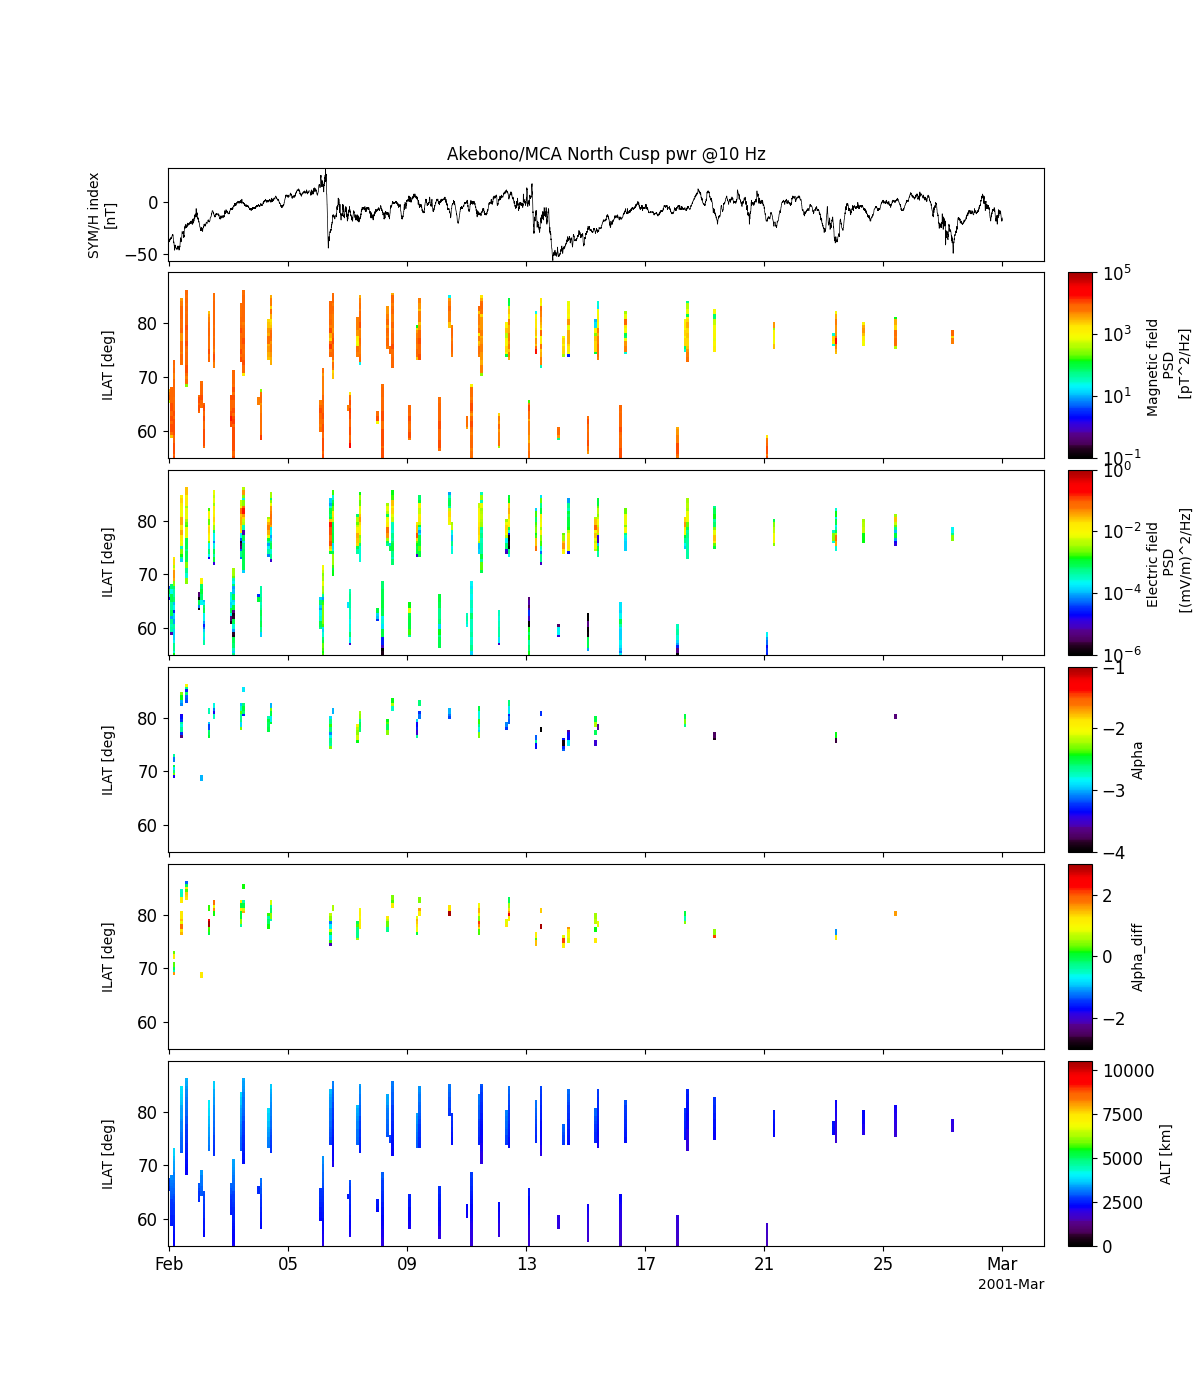 Akebono/MCA North Cusp pwr @10 Hz
SYM/H index
[nT]
0
−50
ILAT [deg]
80
70
60
10^5
10^3
10^1
10^−1
Magnetic field
PSD
[pT^2/Hz]
ILAT [deg]
80
70
60
10^0
10^−2
10^−4
10^−6
Electric field
PSD
[(mV/m)^2/Hz]
ILAT [deg]
80
70
60
−1
−2
−3
−4
Alpha
ILAT [deg]
80
70
60
2
0
−2
Alpha_diff
ILAT [deg]
80
70
60
10000
7500
5000
2500
0
ALT [km]
Feb 05 09 13 17 21 25 Mar
2001-Mar